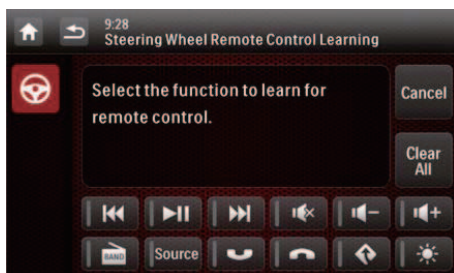 9:28
Steering Wheel Remote Control Learning
Select the function to learn for
remote control.
Cancel
Clear
All
BAND
Source